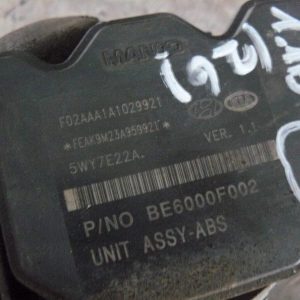 MANDO
F02AAA1A1029921
*FEAK9M23A959921*
5WY7E22A. VER. 1.1
P/NO BE6000F002
UNIT ASSY-ABS